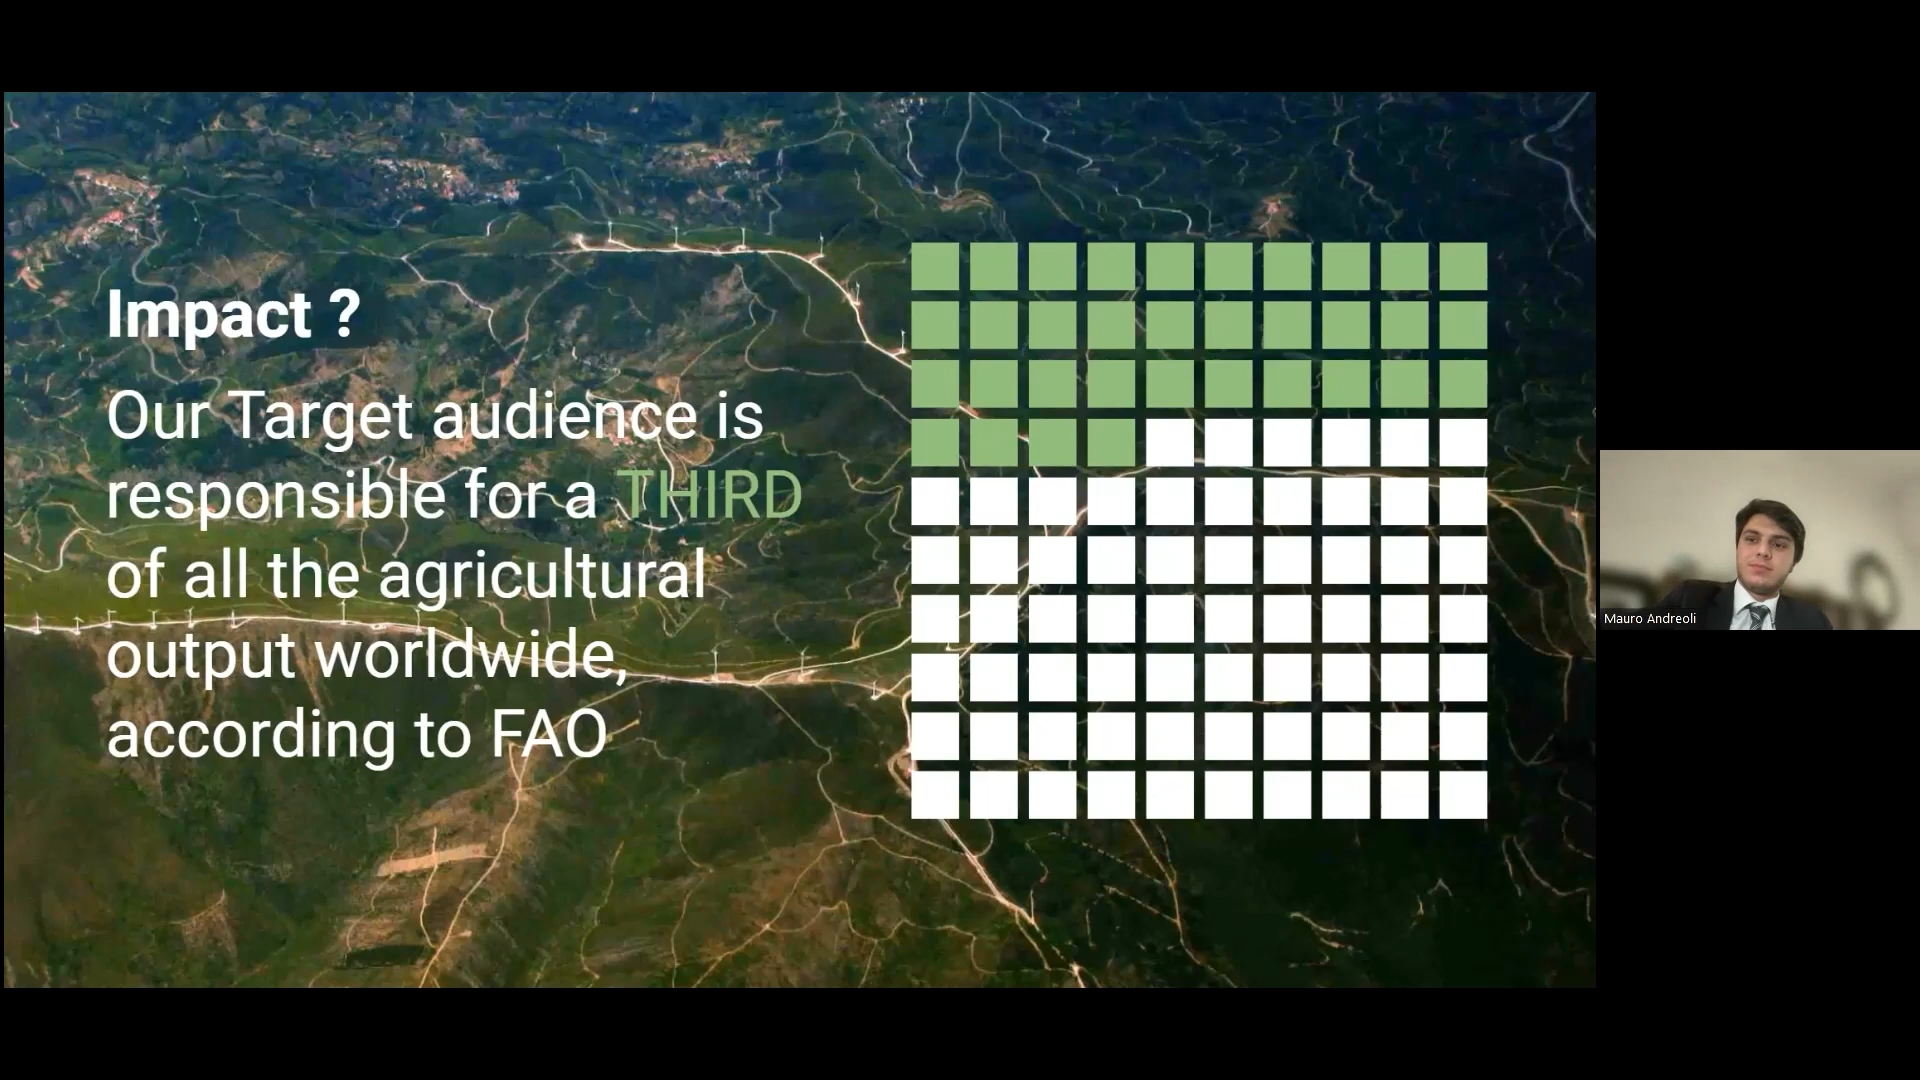 Impact ?
Our Target audience is
responsible for a THIRD
of all the agricultural
output worldwide,
according to FAO
Mauro Andreoli